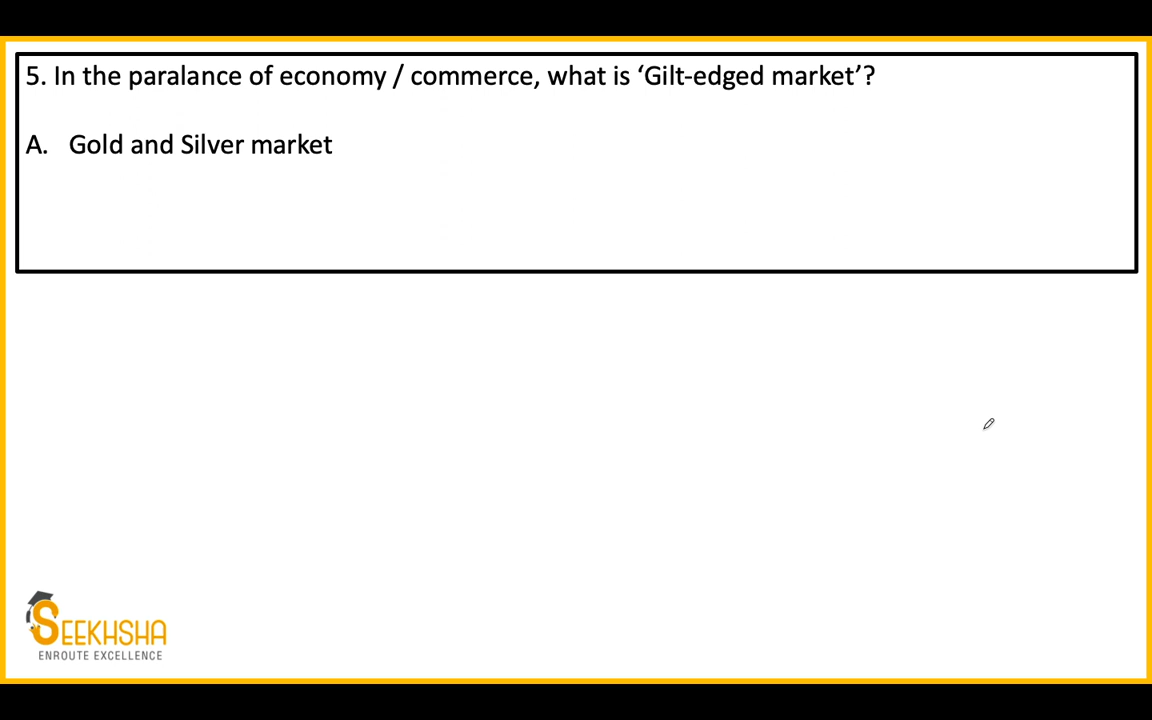 5. In the paralance of economy / commerce, what is ‘Gilt-edged market’?
A. Gold and Silver market
SEEKHSHA
ENROUTE EXCELLENCE